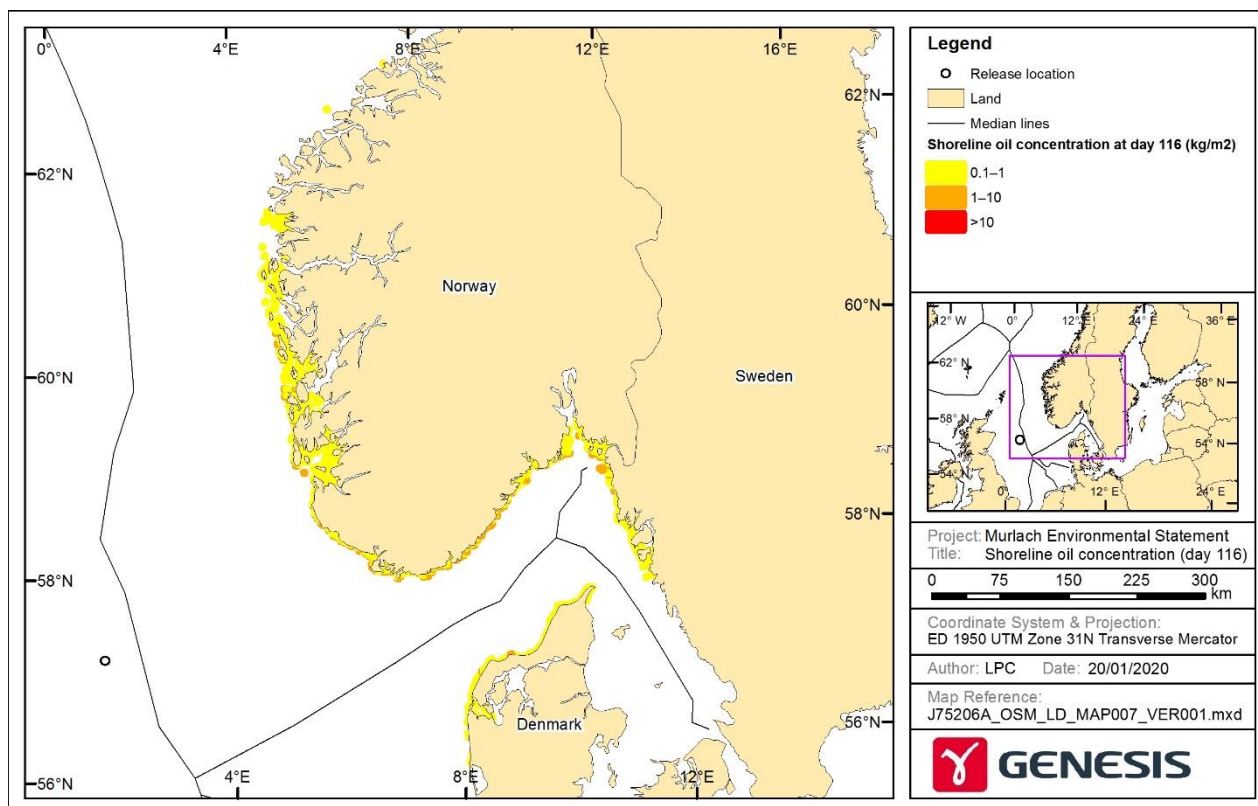 0° 4°E 8°E 12°E 16°E
62°N
62°N
Norway
60°N
Sweden
60°N
58°N
58°N
Denmark
56°N
56°N
4°E 8°E 12°E
Legend
Release location
Land
Median lines
Shoreline oil concentration at day 116 (kg/m2)
0.1–1
1–10
>10
12° W 0° 12°E 24° E 36° E
62° N
58° N
58° N
54° N
54° N
0° 12°E 24° E
Project: Murlach Environmental Statement
Title: Shoreline oil concentration (day 116)
0 75 150 225 300
km
Coordinate System & Projection:
ED 1950 UTM Zone 31N Transverse Mercator
Author: LPC Date: 20/01/2020
Map Reference:
J75206A_OSM_LD_MAP007_VER001.mxd
GENESIS